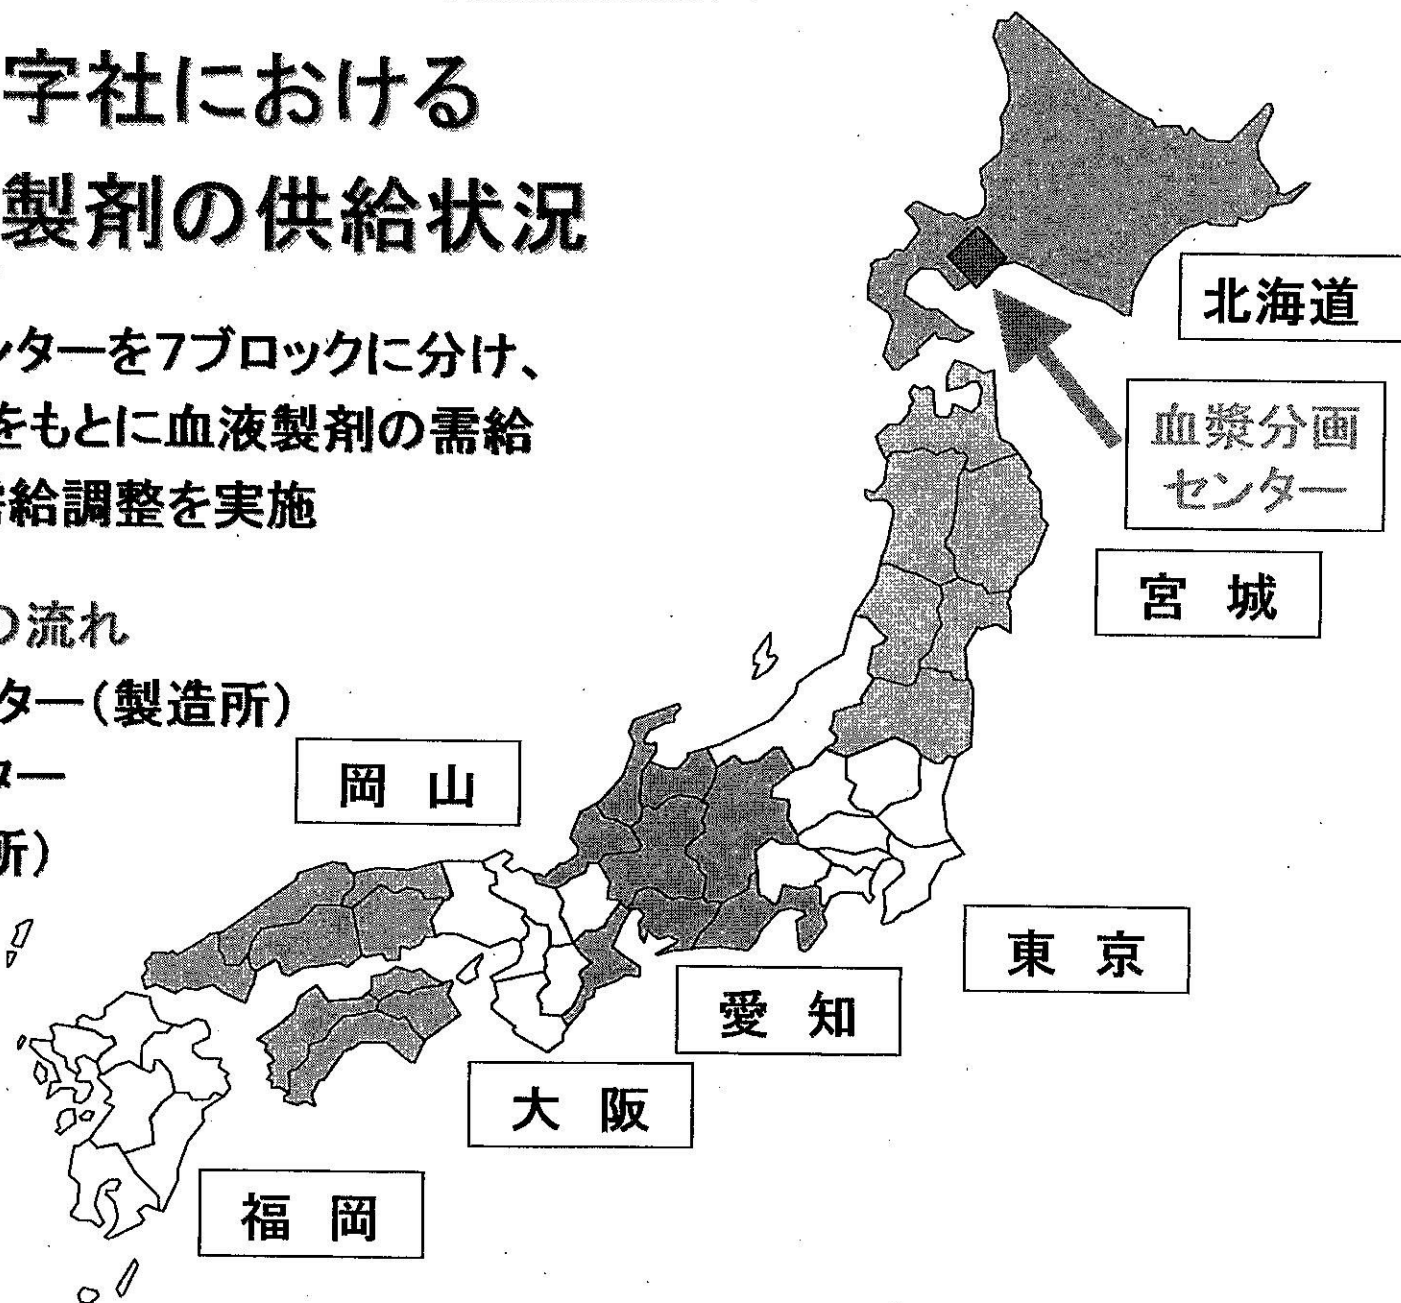 字社における
製剤の供給状況
ンターを7ブロックに分け、
をもとに血液製剤の需給
給調整を実施
の流れ
ター(製造所)
ター
所)
北海道
血漿分画
センター
宮 城
岡 山
東 京
愛 知
大 阪
福 岡